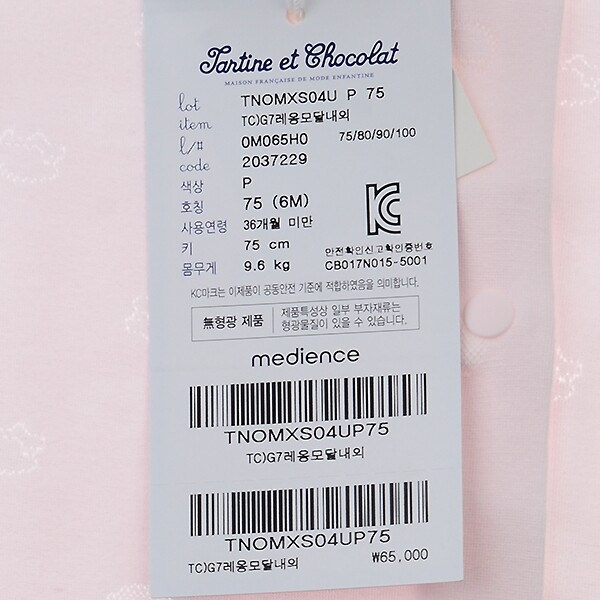 Tartine et Chocolat
MAISON FRANÇAISE DE MODE ENFANTINE
lot TNOMXS04U P 75
item TC)G7레옹모달내외
l/# 0M065H0 75/80/90/100
code 2037229
색상 P
호칭 75 (6M)
사용연령 36개월 미만
키 75 cm
몸무게 9.6 kg
안전확인신고확인증번호
CB017N015-5001
KC마크는 이제품이 공통안전 기준에 적합하였음을 의미합니다.
無형광 제품
제품특성상 일부 부자재류는
형광물질이 있을 수 있습니다.
medience
TNOMXS04UP75
TC)G7레옹모달내외
TNOMXS04UP75
TC)G7레옹모달내외 ₩65,000